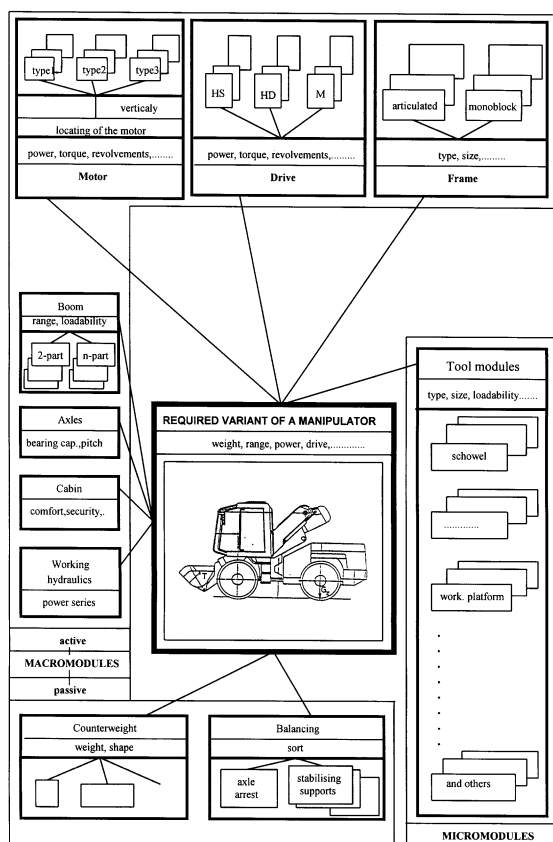 type1.
type2
type3
verticaly
locating of the motor
power, torque, revolvements,........
Motor
HS
HD
M
power, torque, revolvements,.........
Drive
articulated
monoblock
type, size,.........
Frame
Boom
range, loadability
2-part
n-part
Axles
bearing cap.,pitch
Cabin
comfort,security,.
Working
hydraulics
power series
active
MACROMODULES
passive
REQUIRED VARIANT OF A MANIPULATOR
weight, range, power, drive,.............
Tool modules
type, size, loadability.......
schowel
.............
work. platform
and others
MICROMODULES
Counterweight
weight, shape
Balancing
sort
axle
arrest
stabilising
supports